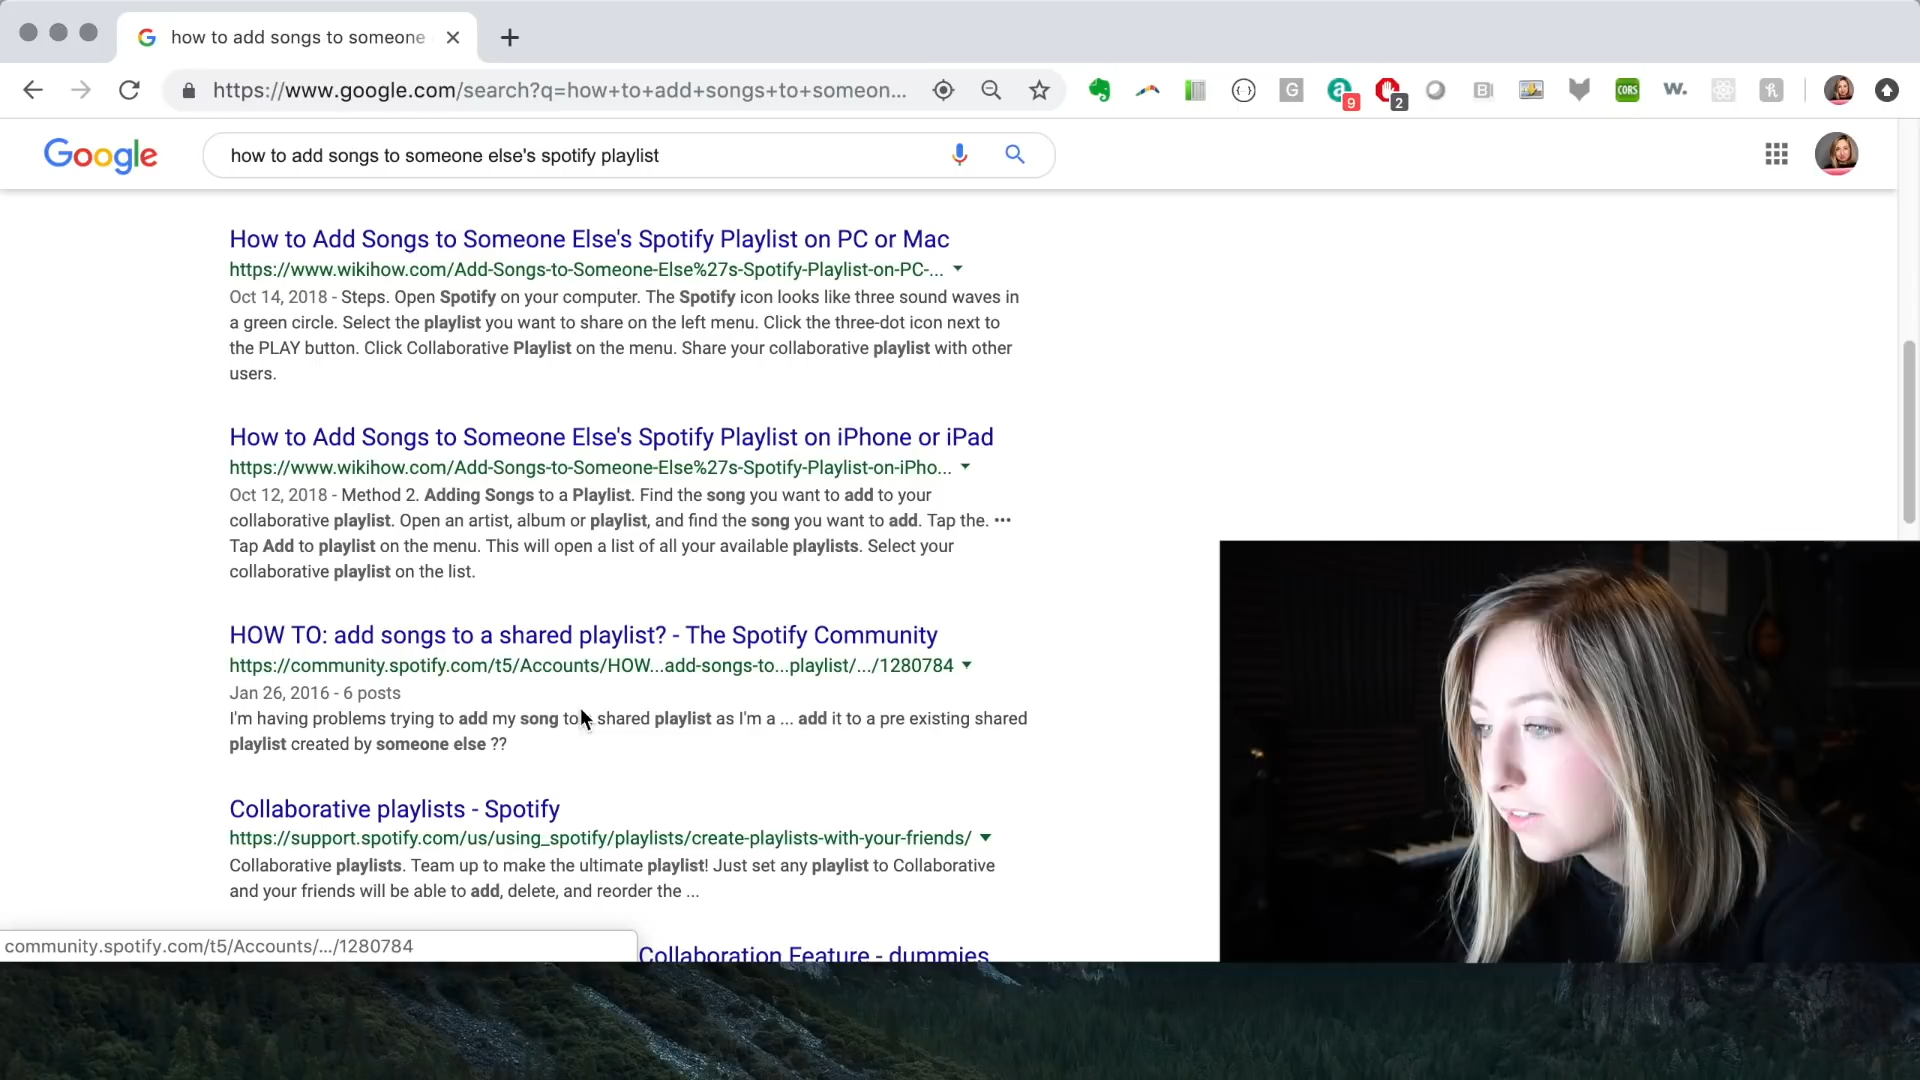 how to add songs to someone
https://www.google.com/search?q=how+to+add+songs+to+someon...
G
a
9
2
B
CORS
w.
Google
how to add songs to someone else's spotify playlist
How to Add Songs to Someone Else's Spotify Playlist on PC or Mac
https://www.wikihow.com/Add-Songs-to-Someone-Else%27s-Spotify-Playlist-on-PC-...
Oct 14, 2018 - Steps. Open Spotify on your computer. The Spotify icon looks like three sound waves in
a green circle. Select the playlist you want to share on the left menu. Click the three-dot icon next to
the PLAY button. Click Collaborative Playlist on the menu. Share your collaborative playlist with other
users.
How to Add Songs to Someone Else's Spotify Playlist on iPhone or iPad
https://www.wikihow.com/Add-Songs-to-Someone-Else%27s-Spotify-Playlist-on-iPho...
Oct 12, 2018 - Method 2. Adding Songs to a Playlist. Find the song you want to add to your
collaborative playlist. Open an artist, album or playlist, and find the song you want to add. Tap the. •••
Tap Add to playlist on the menu. This will open a list of all your available playlists. Select your
collaborative playlist on the list.
HOW TO: add songs to a shared playlist? - The Spotify Community
https://community.spotify.com/t5/Accounts/HOW...add-songs-to...playlist/.../1280784
Jan 26, 2016 - 6 posts
I'm having problems trying to add my song to shared playlist as I'm a ... add it to a pre existing shared
playlist created by someone else ??
Collaborative playlists - Spotify
https://support.spotify.com/us/using_spotify/playlists/create-playlists-with-your-friends/
Collaborative playlists. Team up to make the ultimate playlist! Just set any playlist to Collaborative
and your friends will be able to add, delete, and reorder the ...
community.spotify.com/t5/Accounts/.../1280784
Collaboration Feature - dummies